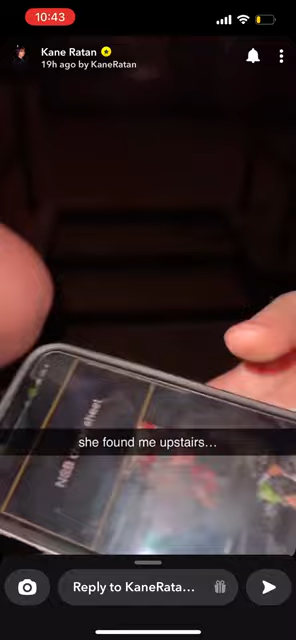 10:43
Kane Ratan
19h ago by KaneRatan
she found me upstairs...
Reply to KaneRata...